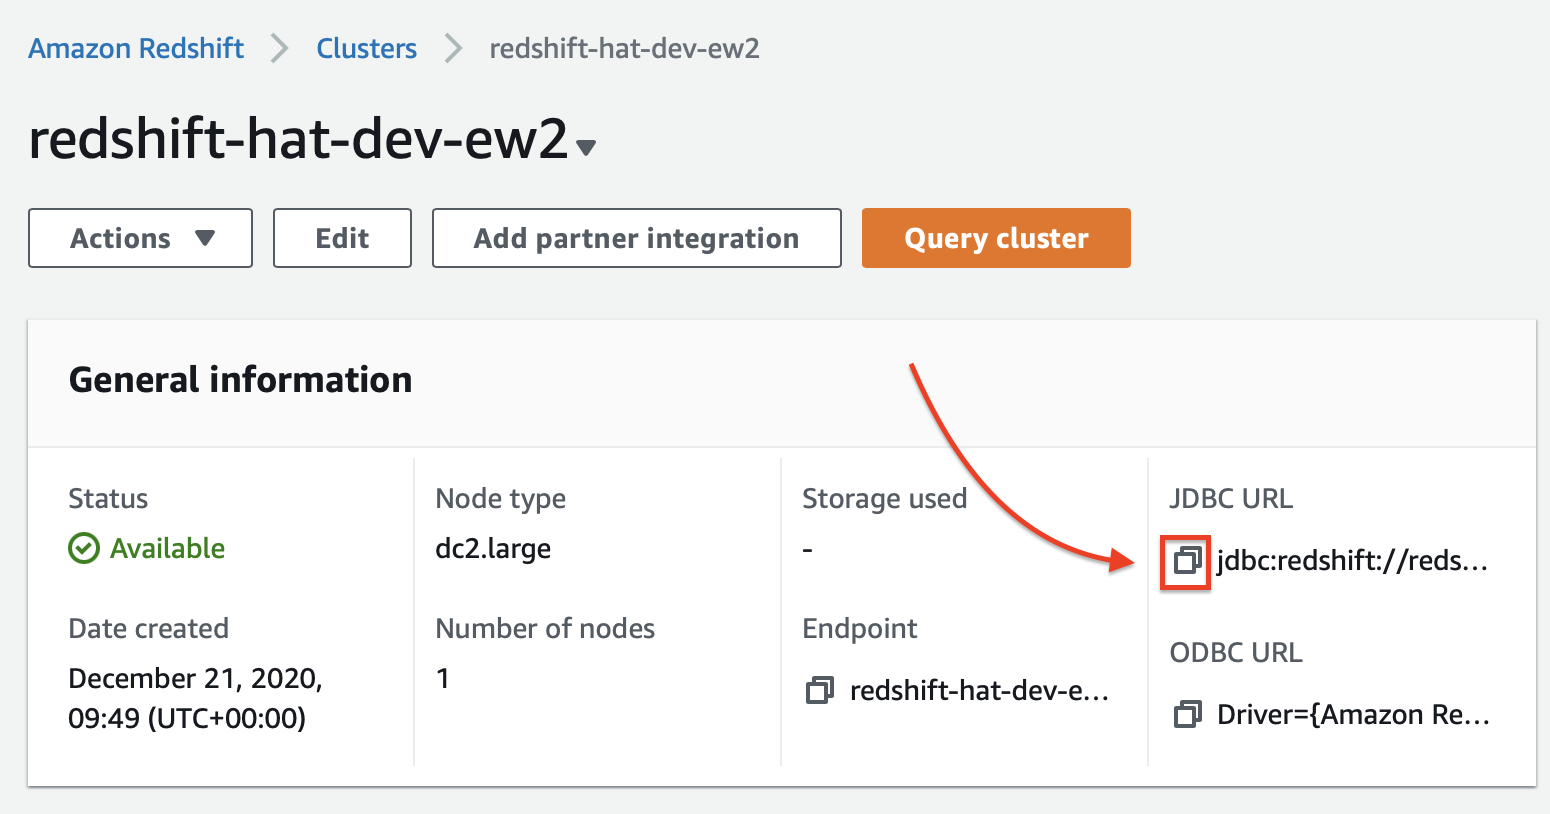 Amazon Redshift > Clusters > redshift-hat-dev-ew2
redshift-hat-dev-ew2
Actions
Edit
Add partner integration
Query cluster
General information
Status
Available
Date created
December 21, 2020,
09:49 (UTC+00:00)
Node type
dc2.large
Number of nodes
1
Storage used
-
Endpoint
redshift-hat-dev-e...
JDBC URL
jdbc:redshift://reds...
ODBC URL
Driver={Amazon Re...